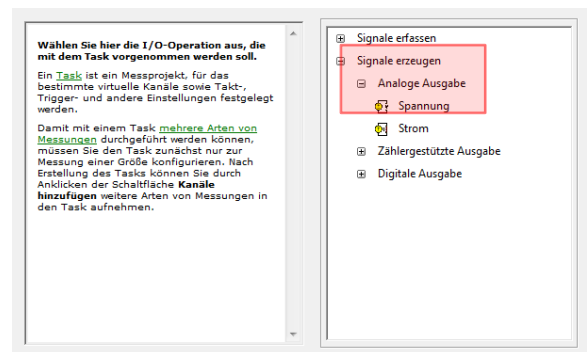 Wählen Sie hier die I/O-Operation aus, die
mit dem Task vorgenommen werden soll.
Ein Task ist ein Messprojekt, für das
bestimmte virtuelle Kanäle sowie Takt-,
Trigger- und andere Einstellungen festgelegt
werden.
Damit mit einem Task mehrere Arten von
Messungen durchgeführt werden können,
müssen Sie den Task zunächst nur zur
Messung einer Größe konfigurieren. Nach
Erstellung des Tasks können Sie durch
Anklicken der Schaltfläche Kanäle
hinzufügen weitere Arten von Messungen in
den Task aufnehmen.
Signale erfassen
Signale erzeugen
Analoge Ausgabe
Spannung
Strom
Zählergestützte Ausgabe
Digitale Ausgabe